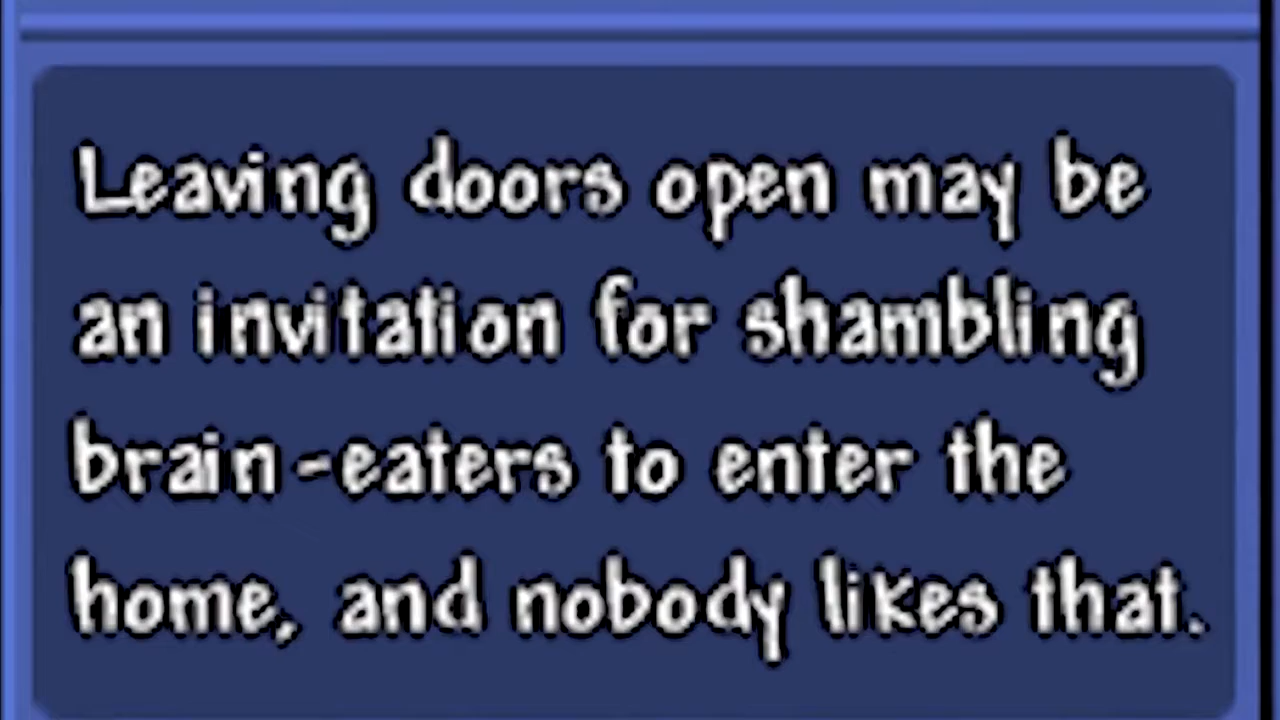 Leaving doors open may be
an invitation for shambling
brain-eaters to enter the
home, and nobody likes that.